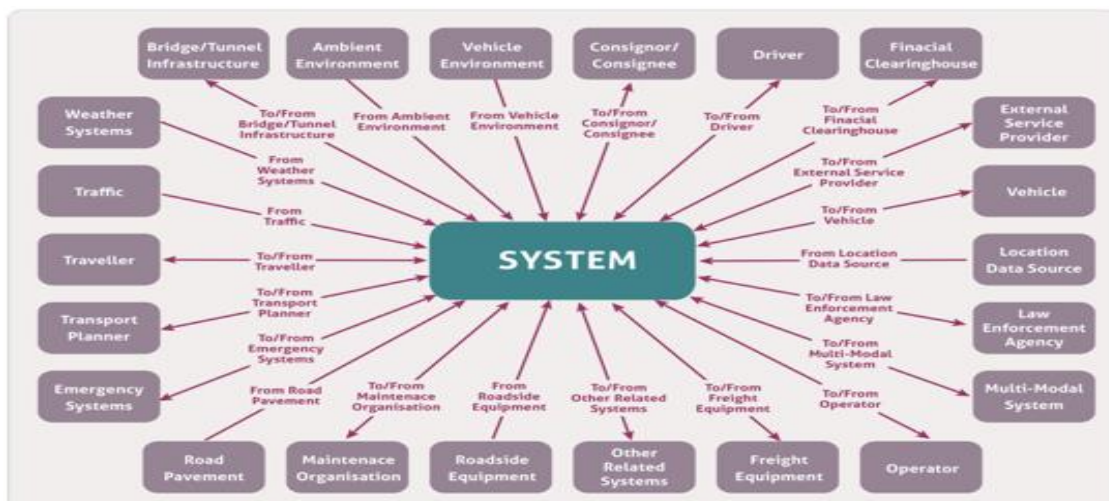 Bridge/Tunnel
Infrastructure
Ambient
Environment
Vehicle
Environment
Consignor/
Consignee
Driver
Finacial
Clearinghouse
Weather
Systems
To/From
Bridge/Tunnel
Infrastructure
From Ambient
Environment
From Vehicle
Environment
To/From
Consignor/
Consignee
To/From
Driver
To/From
Finacial
Clearinghouse
External
Service
Provider
From
Weather
Systems
To/From
External Service
Provider
Traffic
From
Traffic
To/From
Vehicle
Vehicle
Traveller
To/From
Traveller
SYSTEM
From Location
Data Source
Location
Data Source
Transport
Planner
To/From
Transport
Planner
To/From Law
Enforcement
Agency
Law
Enforcement
Agency
Emergency
Systems
To/From
Emergency
Systems
To/From
Multi-Modal
System
Multi-Modal
System
From Road
Pavement
To/From
Maintenace
Organisation
From
Roadside
Equipment
To/From
Other Related
Systems
To/From
Freight
Equipment
To/From
Operator
Road
Pavement
Maintenace
Organisation
Roadside
Equipment
Other
Related
Systems
Freight
Equipment
Operator